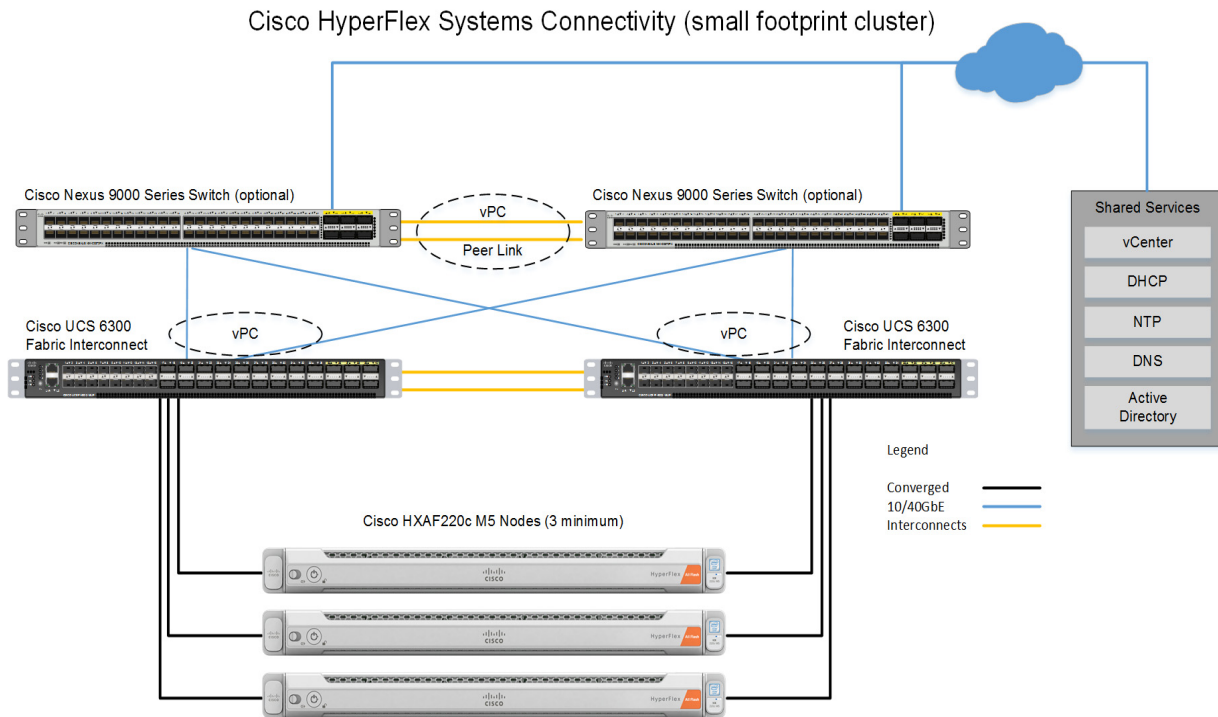 Cisco HyperFlex Systems Connectivity (small footprint cluster)
Cisco Nexus 9000 Series Switch (optional)
Cisco Nexus 9000 Series Switch (optional)
vPC
Peer Link
Shared Services
vCenter
DHCP
NTP
DNS
Active
Directory
Cisco UCS 6300
Fabric Interconnect
vPC
vPC
Cisco UCS 6300
Fabric Interconnect
Legend
Converged
10/40GbE
Interconnects
Cisco HXAF220c M5 Nodes (3 minimum)
CISCO
HyperFlex
CISCO
HyperFlex
CISCO
HyperFlex